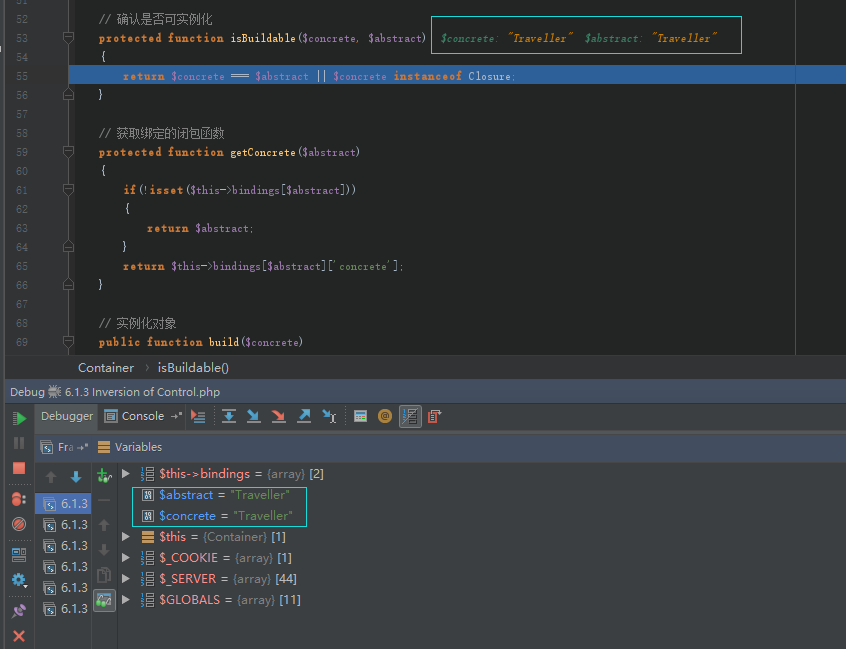 52 // 确认是否可实例化
53 protected function isBuildable($concrete, $abstract) $concrete: "Traveller" $abstract: "Traveller"
54 {
55 return $concrete === $abstract || $concrete instanceof Closure;
56 }
57
58 // 获取绑定的闭包函数
59 protected function getConcrete($abstract)
60 {
61 if(!isset($this->bindings[$abstract]))
62 {
63 return $abstract;
64 }
65 return $this->bindings[$abstract]['concrete'];
66 }
67
68 // 实例化对象
69 public function build($concrete)
Container › isBuildable()
Debug 6.1.3 Inversion of Control.php
Debugger Console
Fra Variables
$this->bindings = {array} [2]
6.1.3 $abstract = "Traveller"
6.1.3 $concrete = "Traveller"
6.1.3 $this = {Container} [1]
6.1.3 $_COOKIE = {array} [1]
6.1.3 $_SERVER = {array} [44]
6.1.3 $GLOBALS = {array} [11]